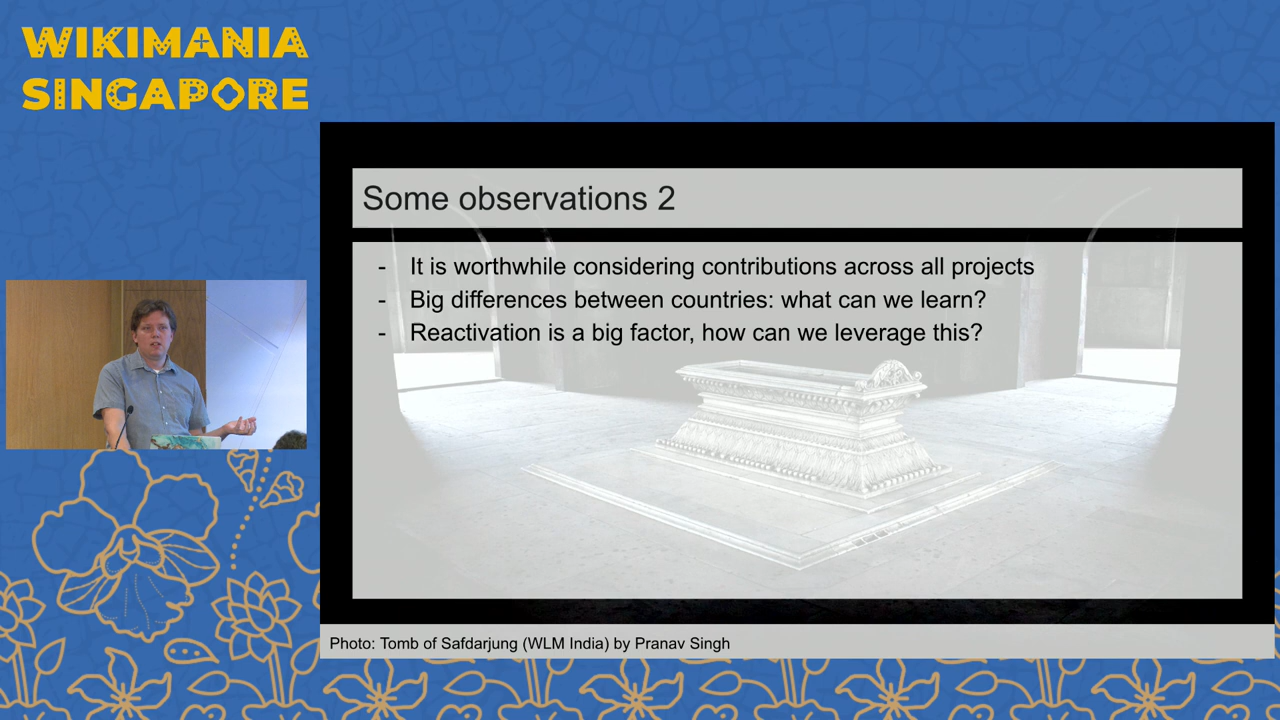 WIKIMANIA
SINGAPORE
Some observations 2
- It is worthwhile considering contributions across all projects
- Big differences between countries: what can we learn?
- Reactivation is a big factor, how can we leverage this?
Photo: Tomb of Safdarjung (WLM India) by Pranav Singh